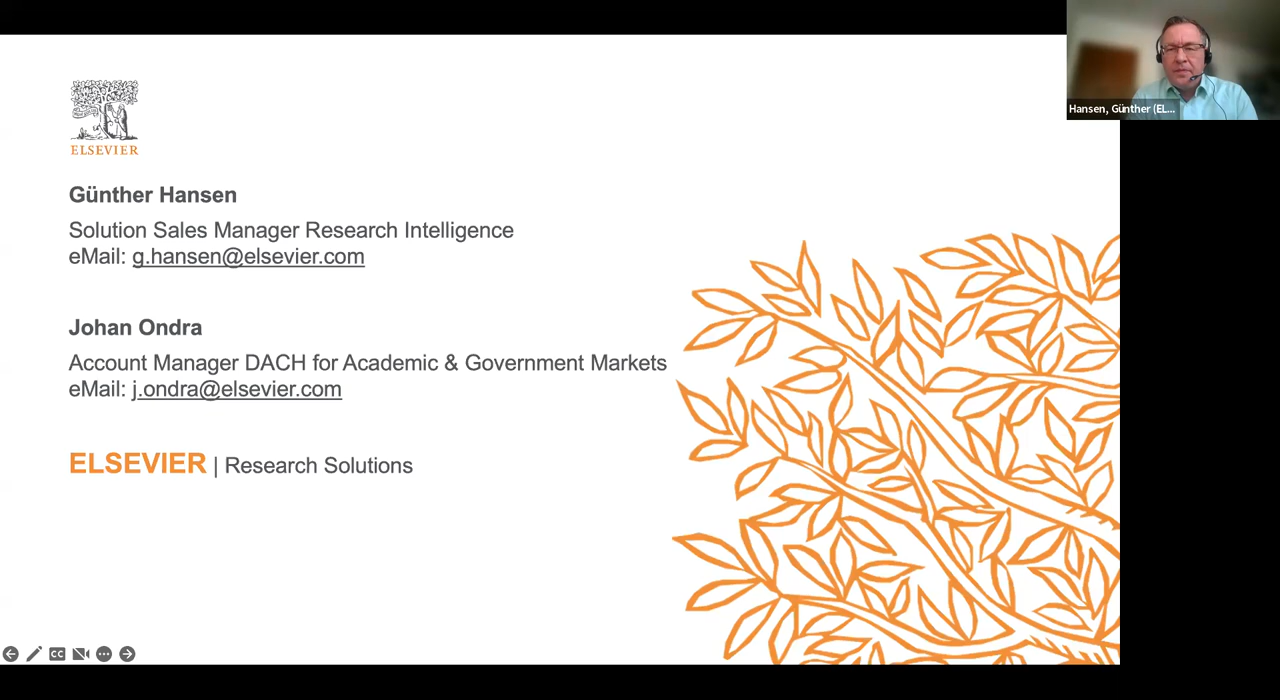 Hansen, Günther (EL...
ELSEVIER
Günther Hansen
Solution Sales Manager Research Intelligence
eMail: g.hansen@elsevier.com
Johan Ondra
Account Manager DACH for Academic & Government Markets
eMail: j.ondra@elsevier.com
ELSEVIER | Research Solutions
CC